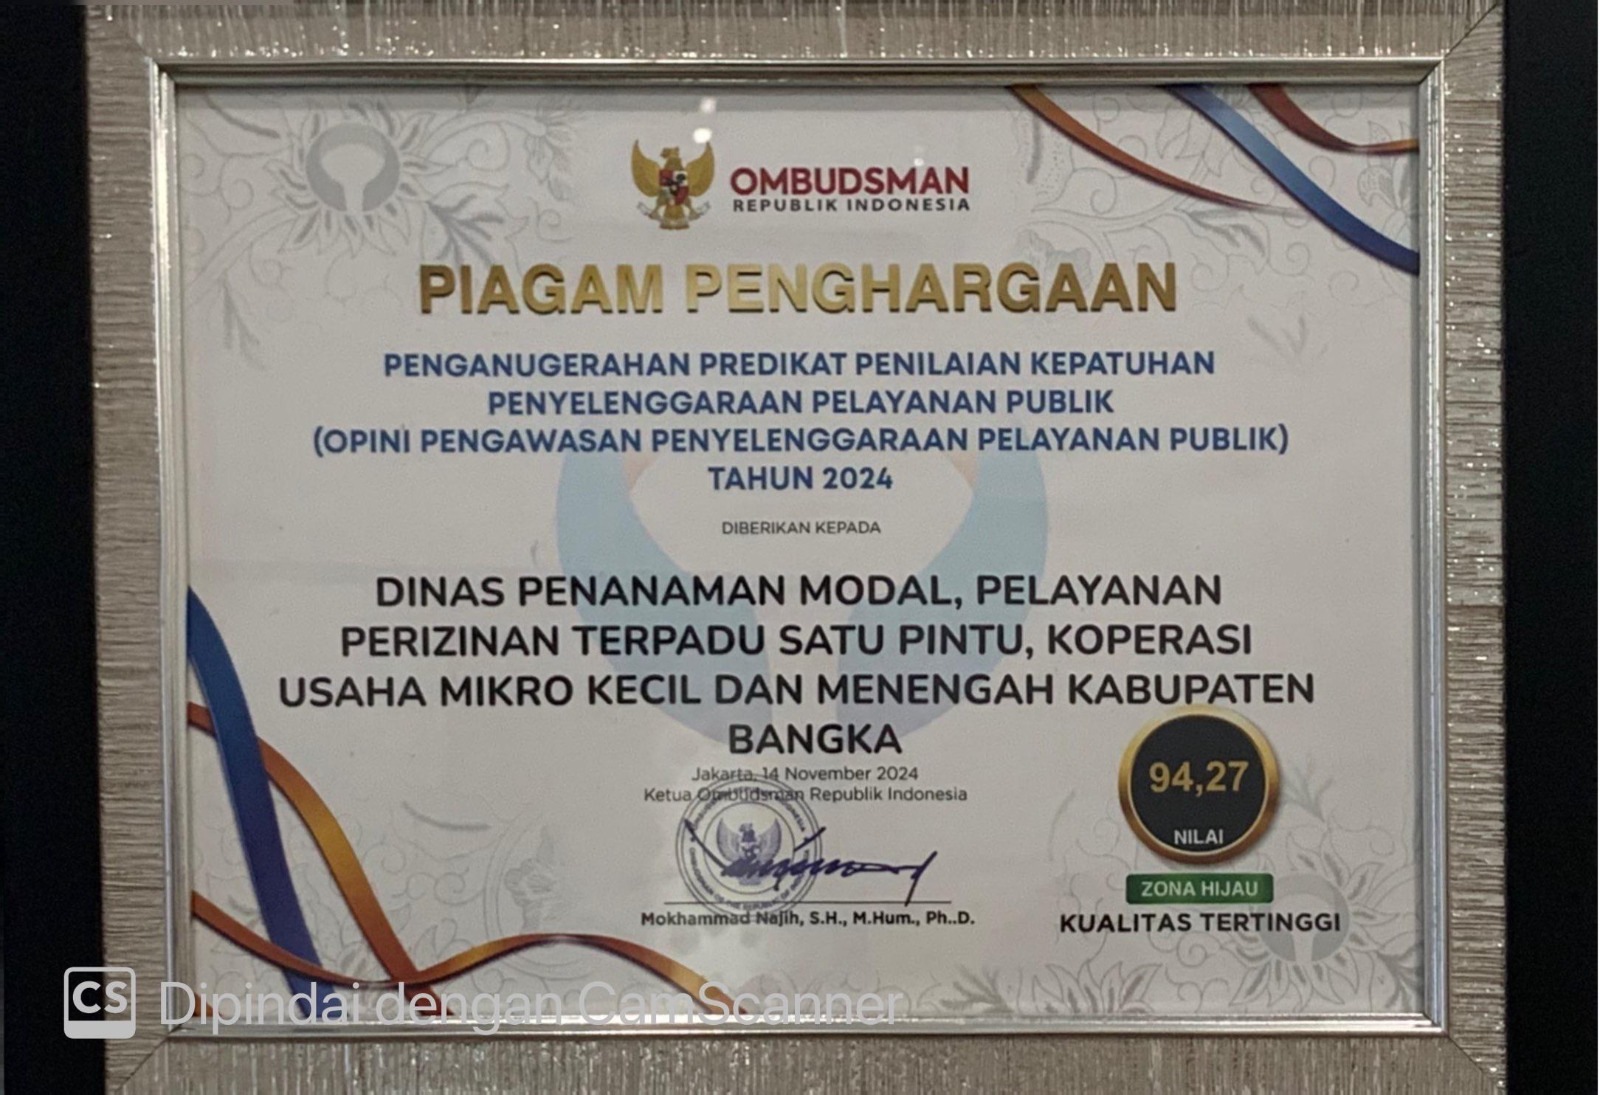 OMBUDSMAN
REPUBLIK INDONESIA
PIAGAM PENGHARGAAN
PENGANUGERAHAN PREDIKAT PENILAIAN KEPATUHAN
PENYELENGGARAAN PELAYANAN PUBLIK
(OPINI PENGAWASAN PENYELENGGARAAN PELAYANAN PUBLIK)
TAHUN 2024
DIBERIKAN KEPADA
DINAS PENANAMAN MODAL, PELAYANAN
PERIZINAN TERPADU SATU PINTU, KOPERASI
USAHA MIKRO KECIL DAN MENENGAH KABUPATEN
BANGKA
Jakarta, 14 November 2024
Ketua Ombudsman Republik Indonesia
Mokhammad Najih, S.H., M.Hum., Ph..D.
94,27
NILAI
ZONA HIJAU
KUALITAS TERTINGGI
CS Dipindai dengan CamScanner